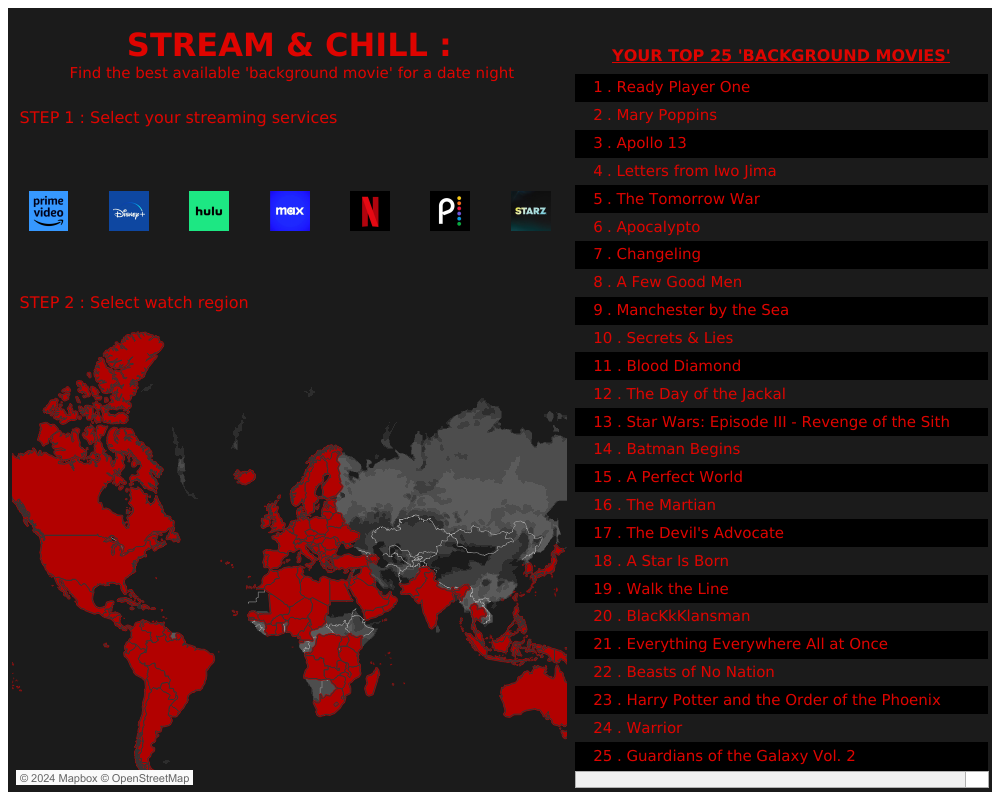 STREAM & CHILL :
Find the best available 'background movie' for a date night
STEP 1 : Select your streaming services
prime
video
Disney+
hulu
max
N
p
STARZ
STEP 2 : Select watch region
© 2024 Mapbox © OpenStreetMap
YOUR TOP 25 'BACKGROUND MOVIES'
1 . Ready Player One
2 . Mary Poppins
3 . Apollo 13
4 . Letters from Iwo Jima
5 . The Tomorrow War
6 . Apocalypto
7 . Changeling
8 . A Few Good Men
9 . Manchester by the Sea
10 . Secrets & Lies
11 . Blood Diamond
12 . The Day of the Jackal
13 . Star Wars: Episode III - Revenge of the Sith
14 . Batman Begins
15 . A Perfect World
16 . The Martian
17 . The Devil's Advocate
18 . A Star Is Born
19 . Walk the Line
20 . BlacKkKlansman
21 . Everything Everywhere All at Once
22 . Beasts of No Nation
23 . Harry Potter and the Order of the Phoenix
24 . Warrior
25 . Guardians of the Galaxy Vol. 2